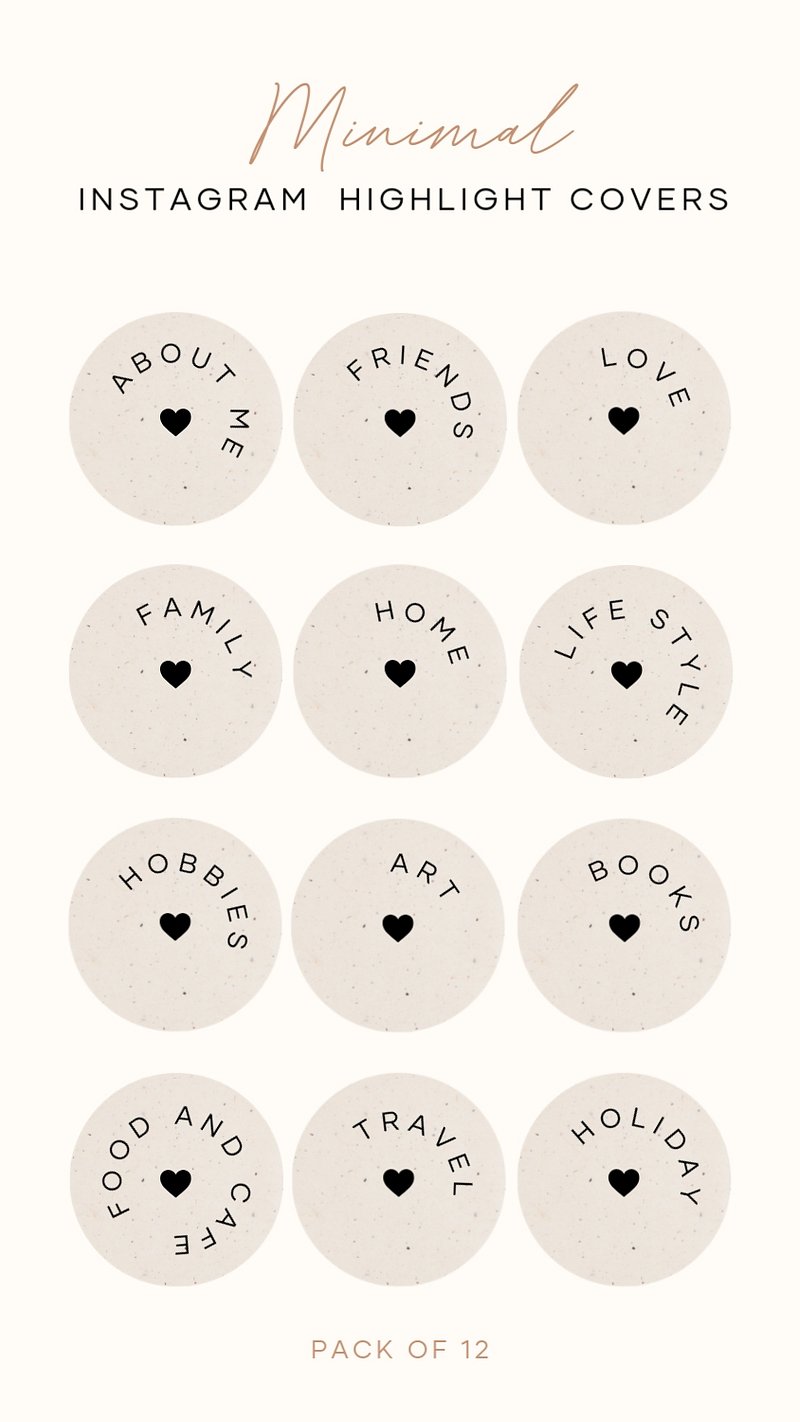 Minimal
INSTAGRAM HIGHLIGHT COVERS
ABOUT ME
FRIENDS
LOVE
FAMILY
HOME
LIFE STYLE
HOBBIES
ART
BOOKS
FOOD AND CAFE
TRAVEL
HOLIDAY
PACK OF 12